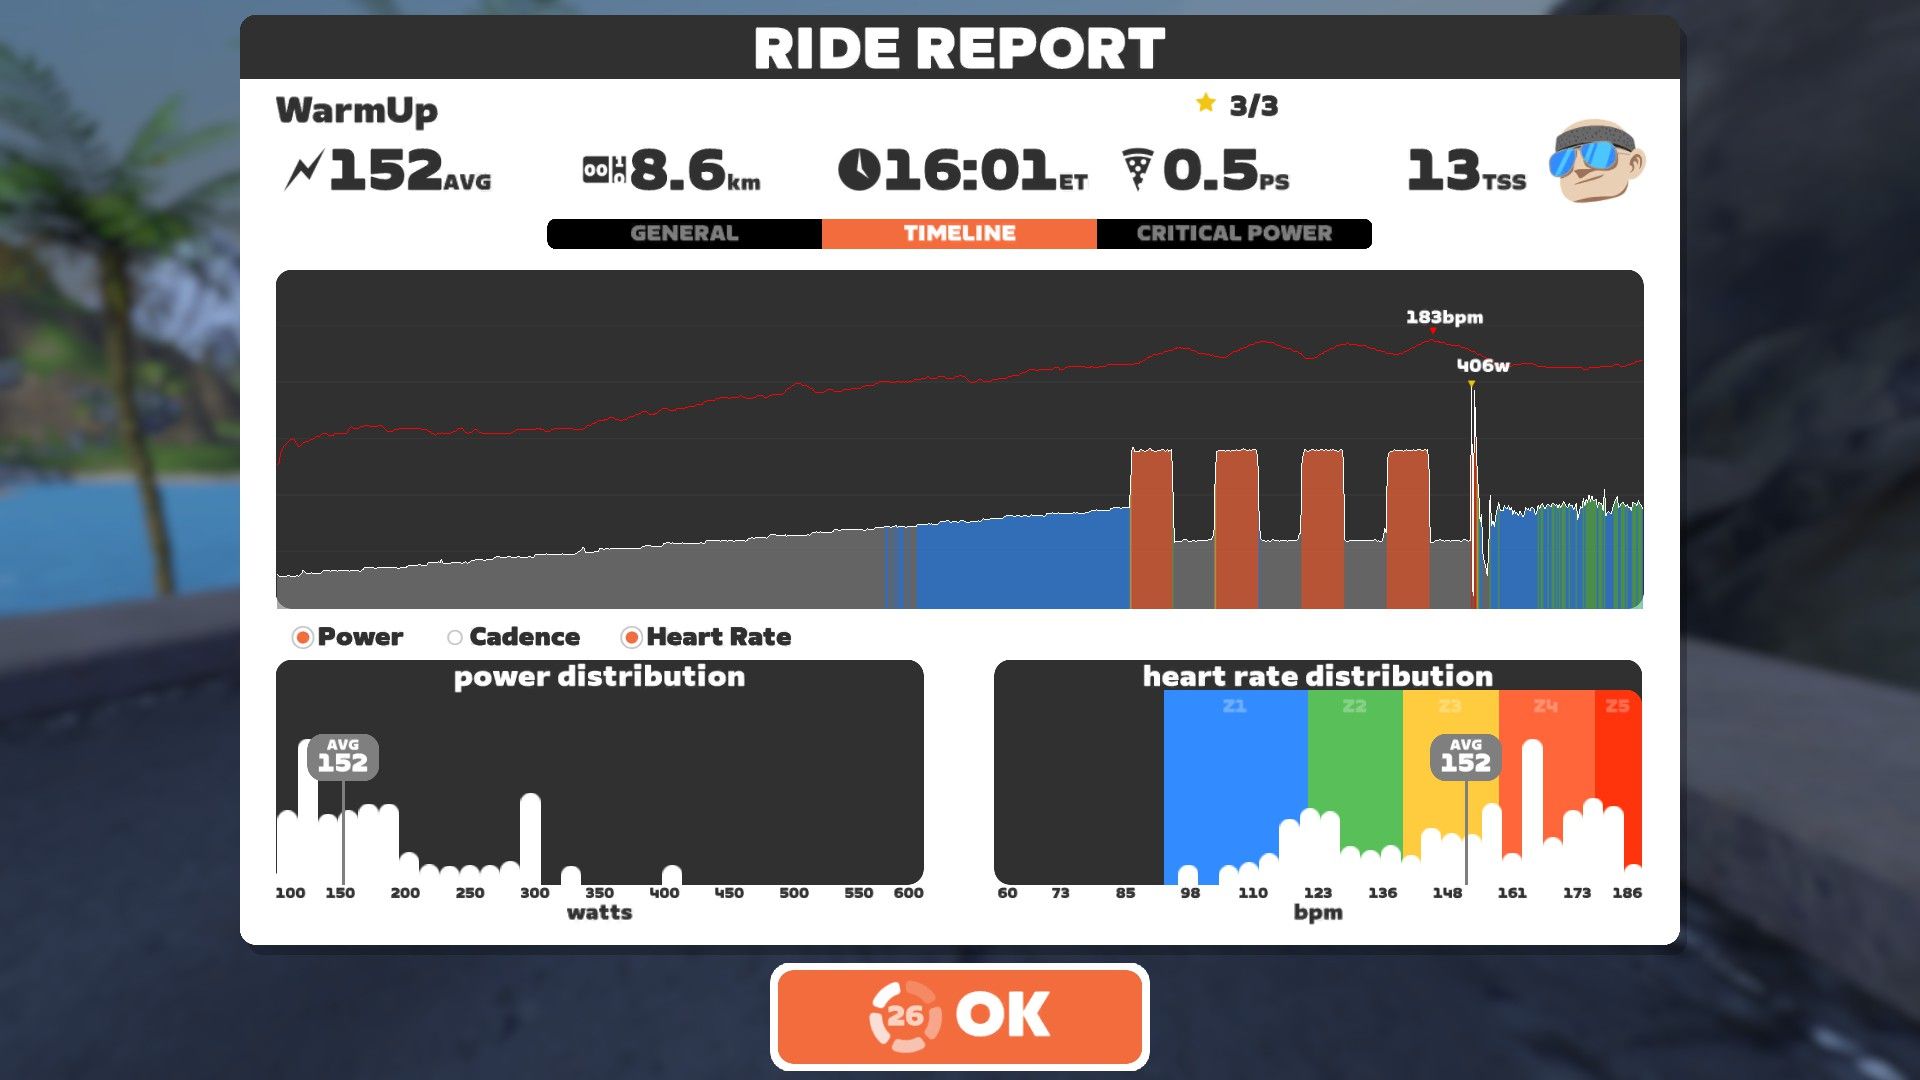 RIDE REPORT
WarmUp
3/3
152AVG
8.6km
16:01ET
0.5PS
13TSS
GENERAL
TIMELINE
CRITICAL POWER
183bpm
406w
Power
Cadence
Heart Rate
power distribution
AVG
152
100 150 200 250 300 350 400 450 500 550 600
watts
heart rate distribution
Z1 Z2 Z3 Z4 Z5
AVG
152
60 73 85 98 110 123 136 148 161 173 186
bpm
26 OK